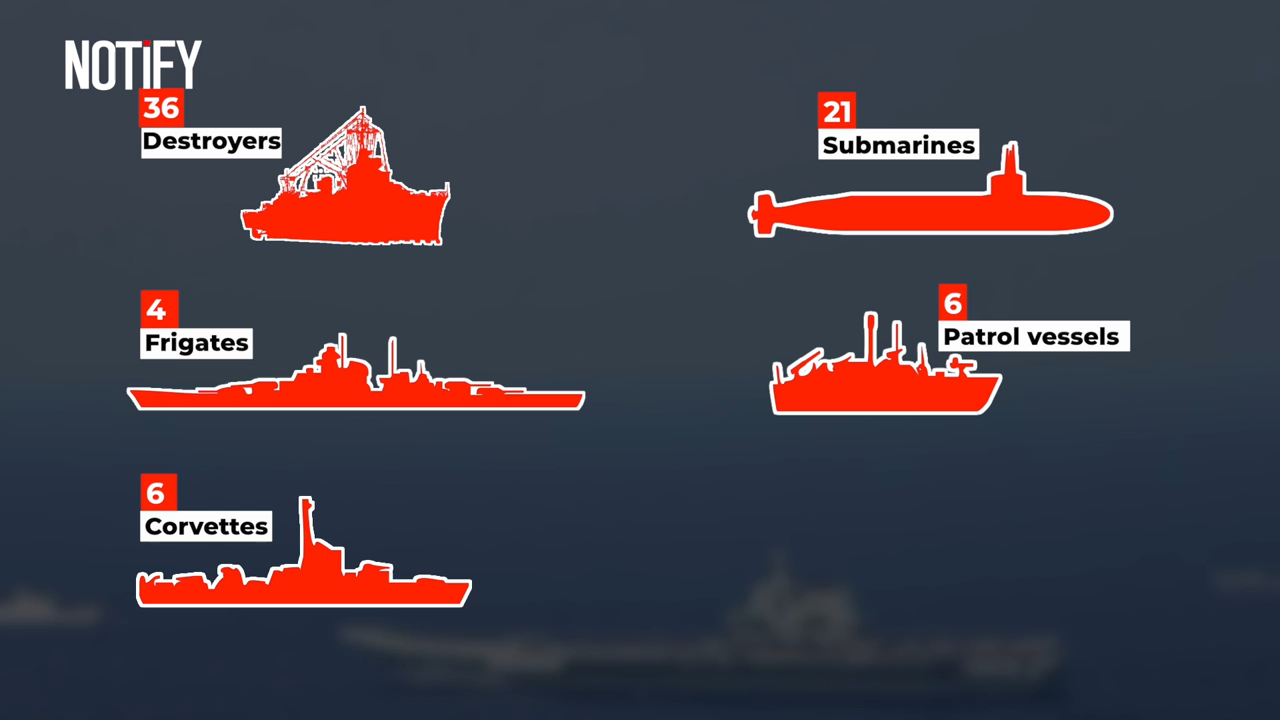 NOTiFY
36
Destroyers
21
Submarines
4
Frigates
6
Patrol vessels
6
Corvettes